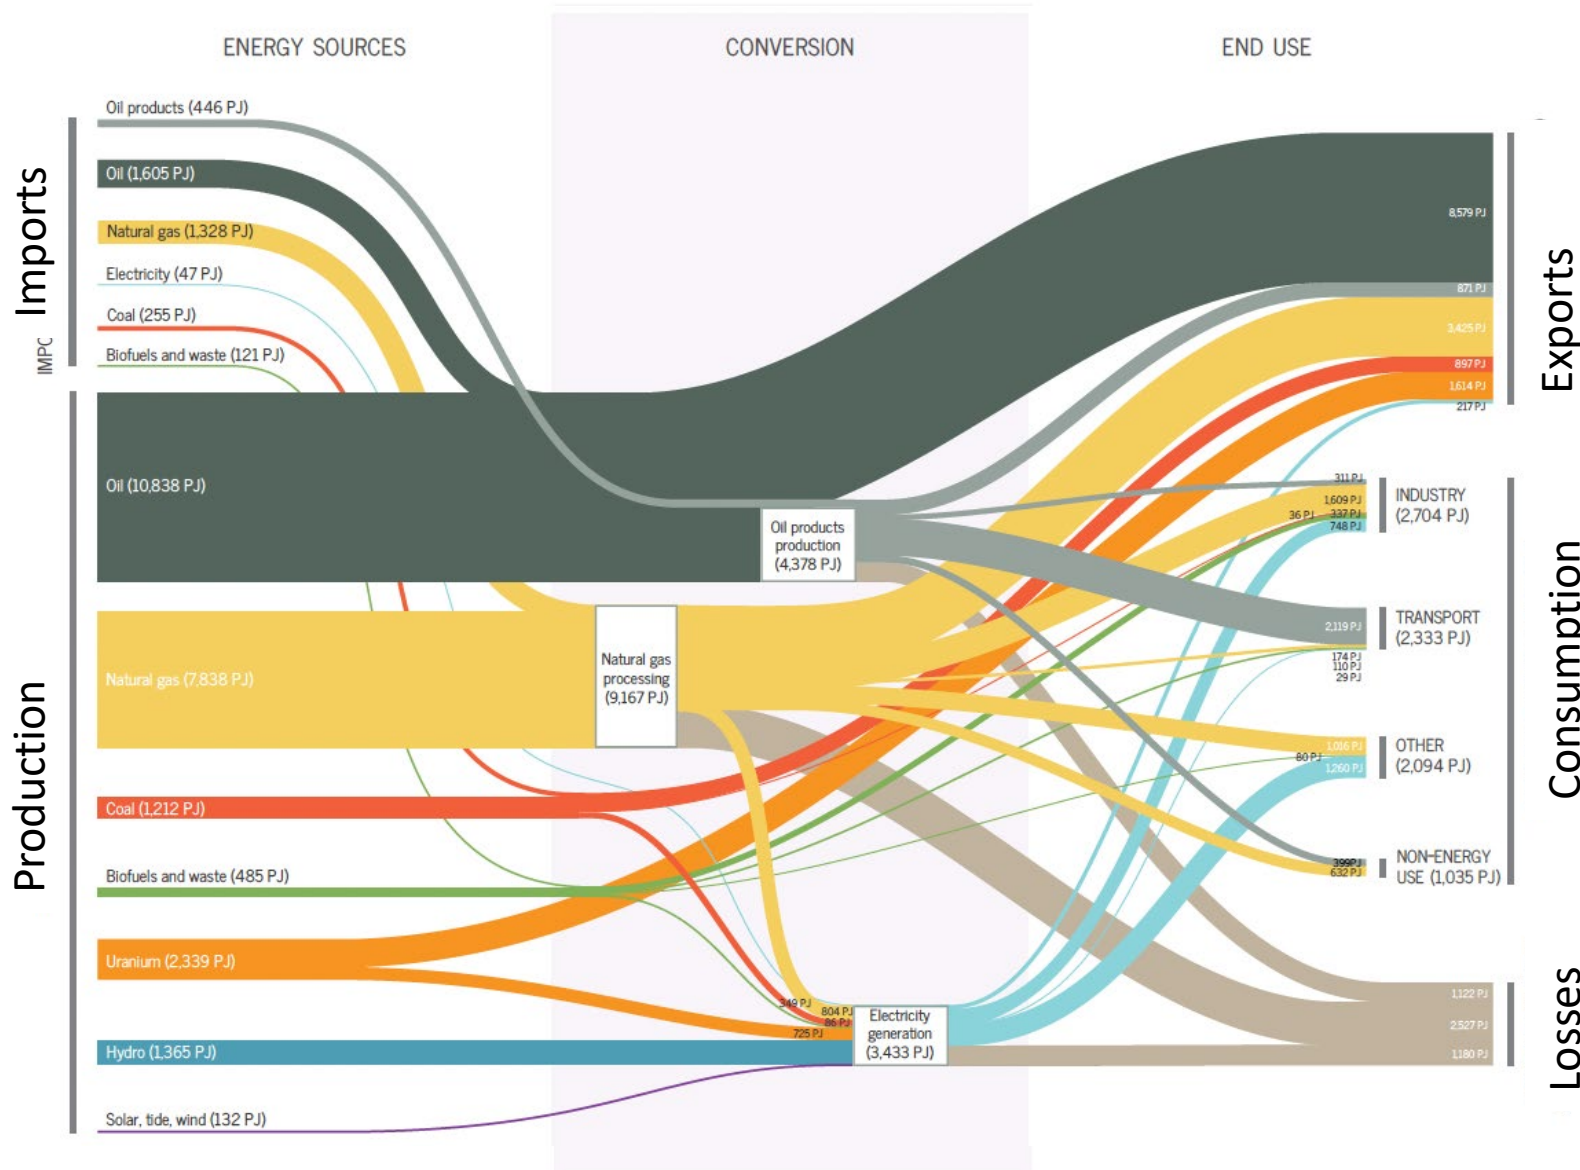 ENERGY SOURCES
CONVERSION
END USE
Imports
IMPC
Oil products (446 PJ)
Oil (1,605 PJ)
Natural gas (1,328 PJ)
Electricity (47 PJ)
Coal (255 PJ)
Biofuels and waste (121 PJ)
Production
Oil (10,838 PJ)
Natural gas (7,838 PJ)
Coal (1,212 PJ)
Biofuels and waste (485 PJ)
Uranium (2,339 PJ)
Hydro (1,365 PJ)
Solar, tide, wind (132 PJ)
Oil products
production
(4,378 PJ)
Natural gas
processing
(9,167 PJ)
349 PJ
804 PJ
86 PJ
725 PJ
Electricity
generation
(3,433 PJ)
Exports
8,579 PJ
871 PJ
3,425 PJ
897 PJ
1,614 PJ
217 PJ
Consumption
311 PJ
1,609 PJ
36 PJ
337 PJ
748 PJ
INDUSTRY
(2,704 PJ)
2,119 PJ
174 PJ
110 PJ
29 PJ
TRANSPORT
(2,333 PJ)
1,016 PJ
80 PJ
1,260 PJ
OTHER
(2,094 PJ)
399PJ
632 PJ
NON-ENERGY
USE (1,035 PJ)
Losses
1,122 PJ
2,527 PJ
1,180 PJ